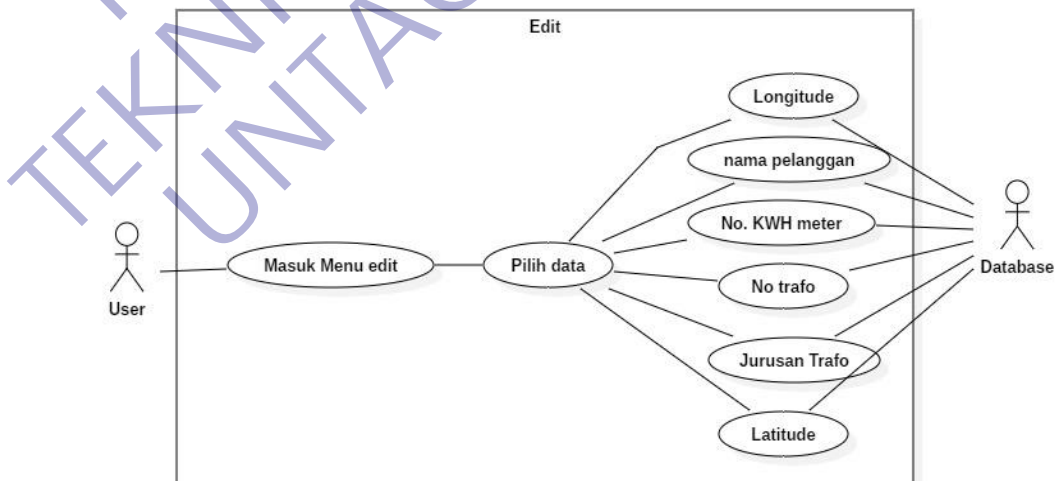 Edit
Longitude
nama pelanggan
No. KWH meter
Masuk Menu edit
Pilih data
No trafo
Jurusan Trafo
Latitude
User
Database
UNTAG